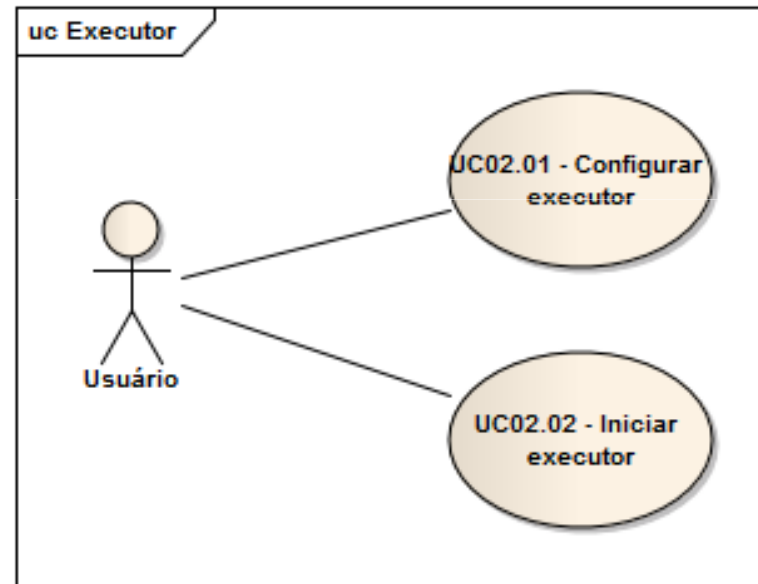 uc Executor
UC02.01 - Configurar
executor
Usuário
UC02.02 - Iniciar
executor